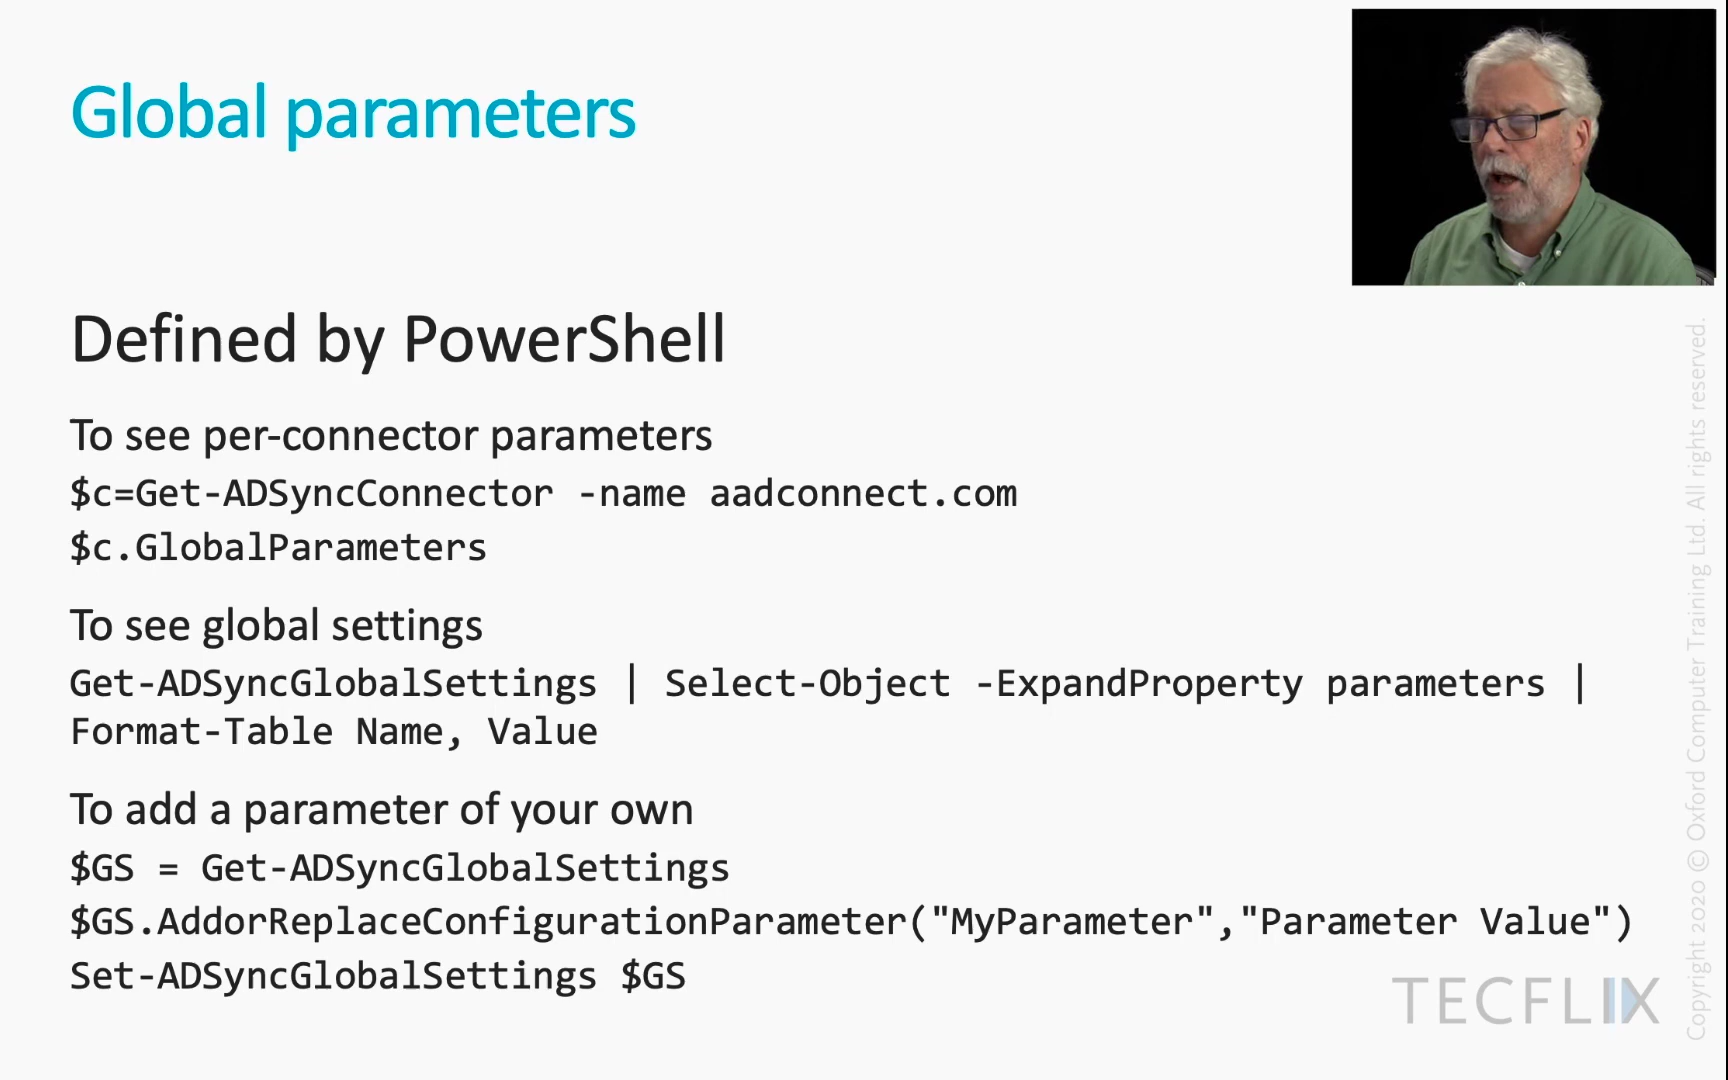 Global parameters
Defined by PowerShell
To see per-connector parameters
$c=Get-ADSyncConnector -name aadconnect.com
$c.GlobalParameters
To see global settings
Get-ADSyncGlobalSettings | Select-Object -ExpandProperty parameters |
Format-Table Name, Value
To add a parameter of your own
$GS = Get-ADSyncGlobalSettings
$GS.AddorReplaceConfigurationParameter("MyParameter","Parameter Value")
Set-ADSyncGlobalSettings $GS
TECFLIX
Copyright 2020 © Oxford Computer Training Ltd. All rights reserved.